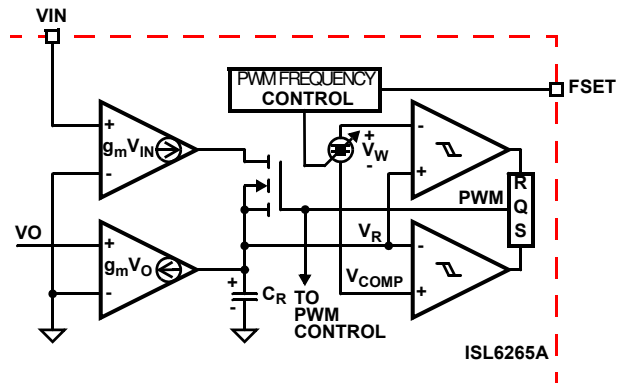 VIN
PWM FREQUENCY
CONTROL
FSET
+
gmVIN
-
+
VW
-
-
+
R
Q
S
PWM
VO
+
gmVO
-
VR
-
VCOMP
+
+
CR
-
TO
PWM
CONTROL
ISL6265A